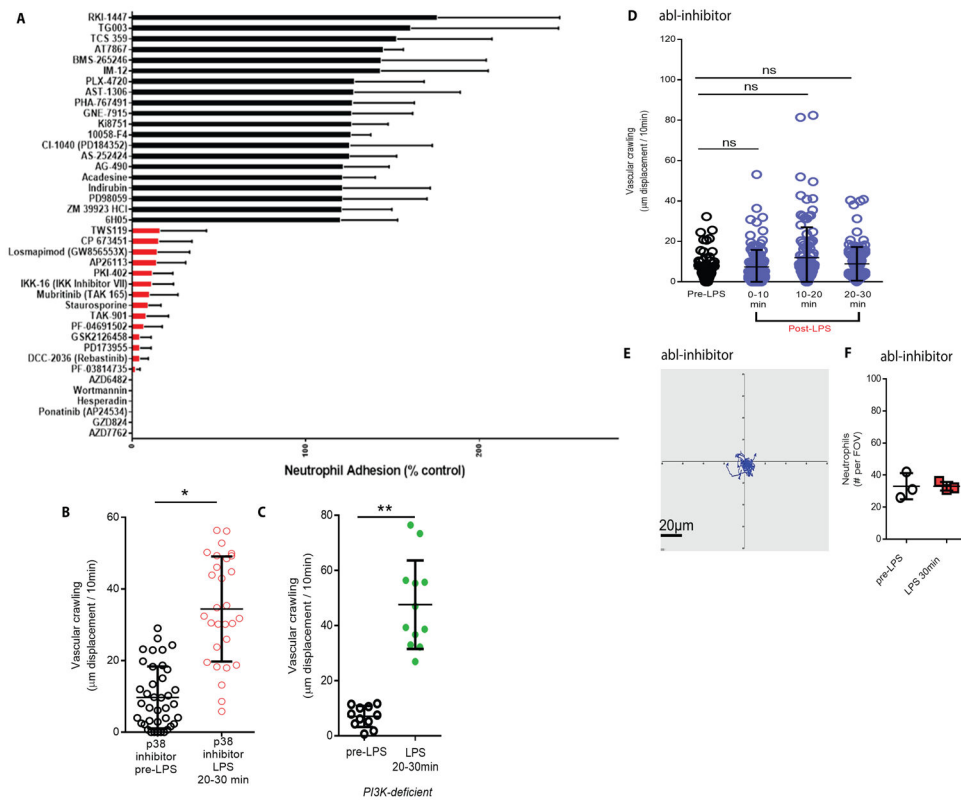 A
RKI-1447
TG003
TCS 359
AT7867
BMS-265246
IM-12
PLX-4720
AST-1306
PHA-767491
GNE-7915
Ki8751
10058-F4
CI-1040 (PD184352)
AS-252424
AG-490
Acadesine
Indirubin
PD98059
ZM 39923 HCl
6H05
TWS119
CP 673451
Losmapimod (GW856553X)
AP26113
PKI-402
IKK-16 (IKK Inhibitor VII)
Mubritinib (TAK 165)
Staurosporine
TAK-901
PF-04691502
GSK2126458
PD173955
DCC-2036 (Rebastinib)
PF-03814735
AZD6482
Wortmannin
Hesperadin
Ponatinib (AP24534)
GZD824
AZD7762
0
100
200
Neutrophil Adhesion (% control)
B
*
60
40
20
0
Vascular crawling
(µm displacement / 10min)
p38
inhibitor
pre-LPS
p38
inhibitor
LPS
20-30 min
C
**
80
60
40
20
0
Vascular crawling
(µm displacement / 10min)
pre-LPS
LPS
20-30min
PI3K-deficient
D
abl-inhibitor
120
100
80
60
40
20
0
Vascular crawling
(µm displacement / 10min)
ns
ns
ns
Pre-LPS
0-10
min
10-20
min
20-30
min
Post-LPS
E
abl-inhibitor
20µm
F
abl-inhibitor
100
80
60
40
20
0
Neutrophils
(# per FOV)
pre-LPS
LPS 30min